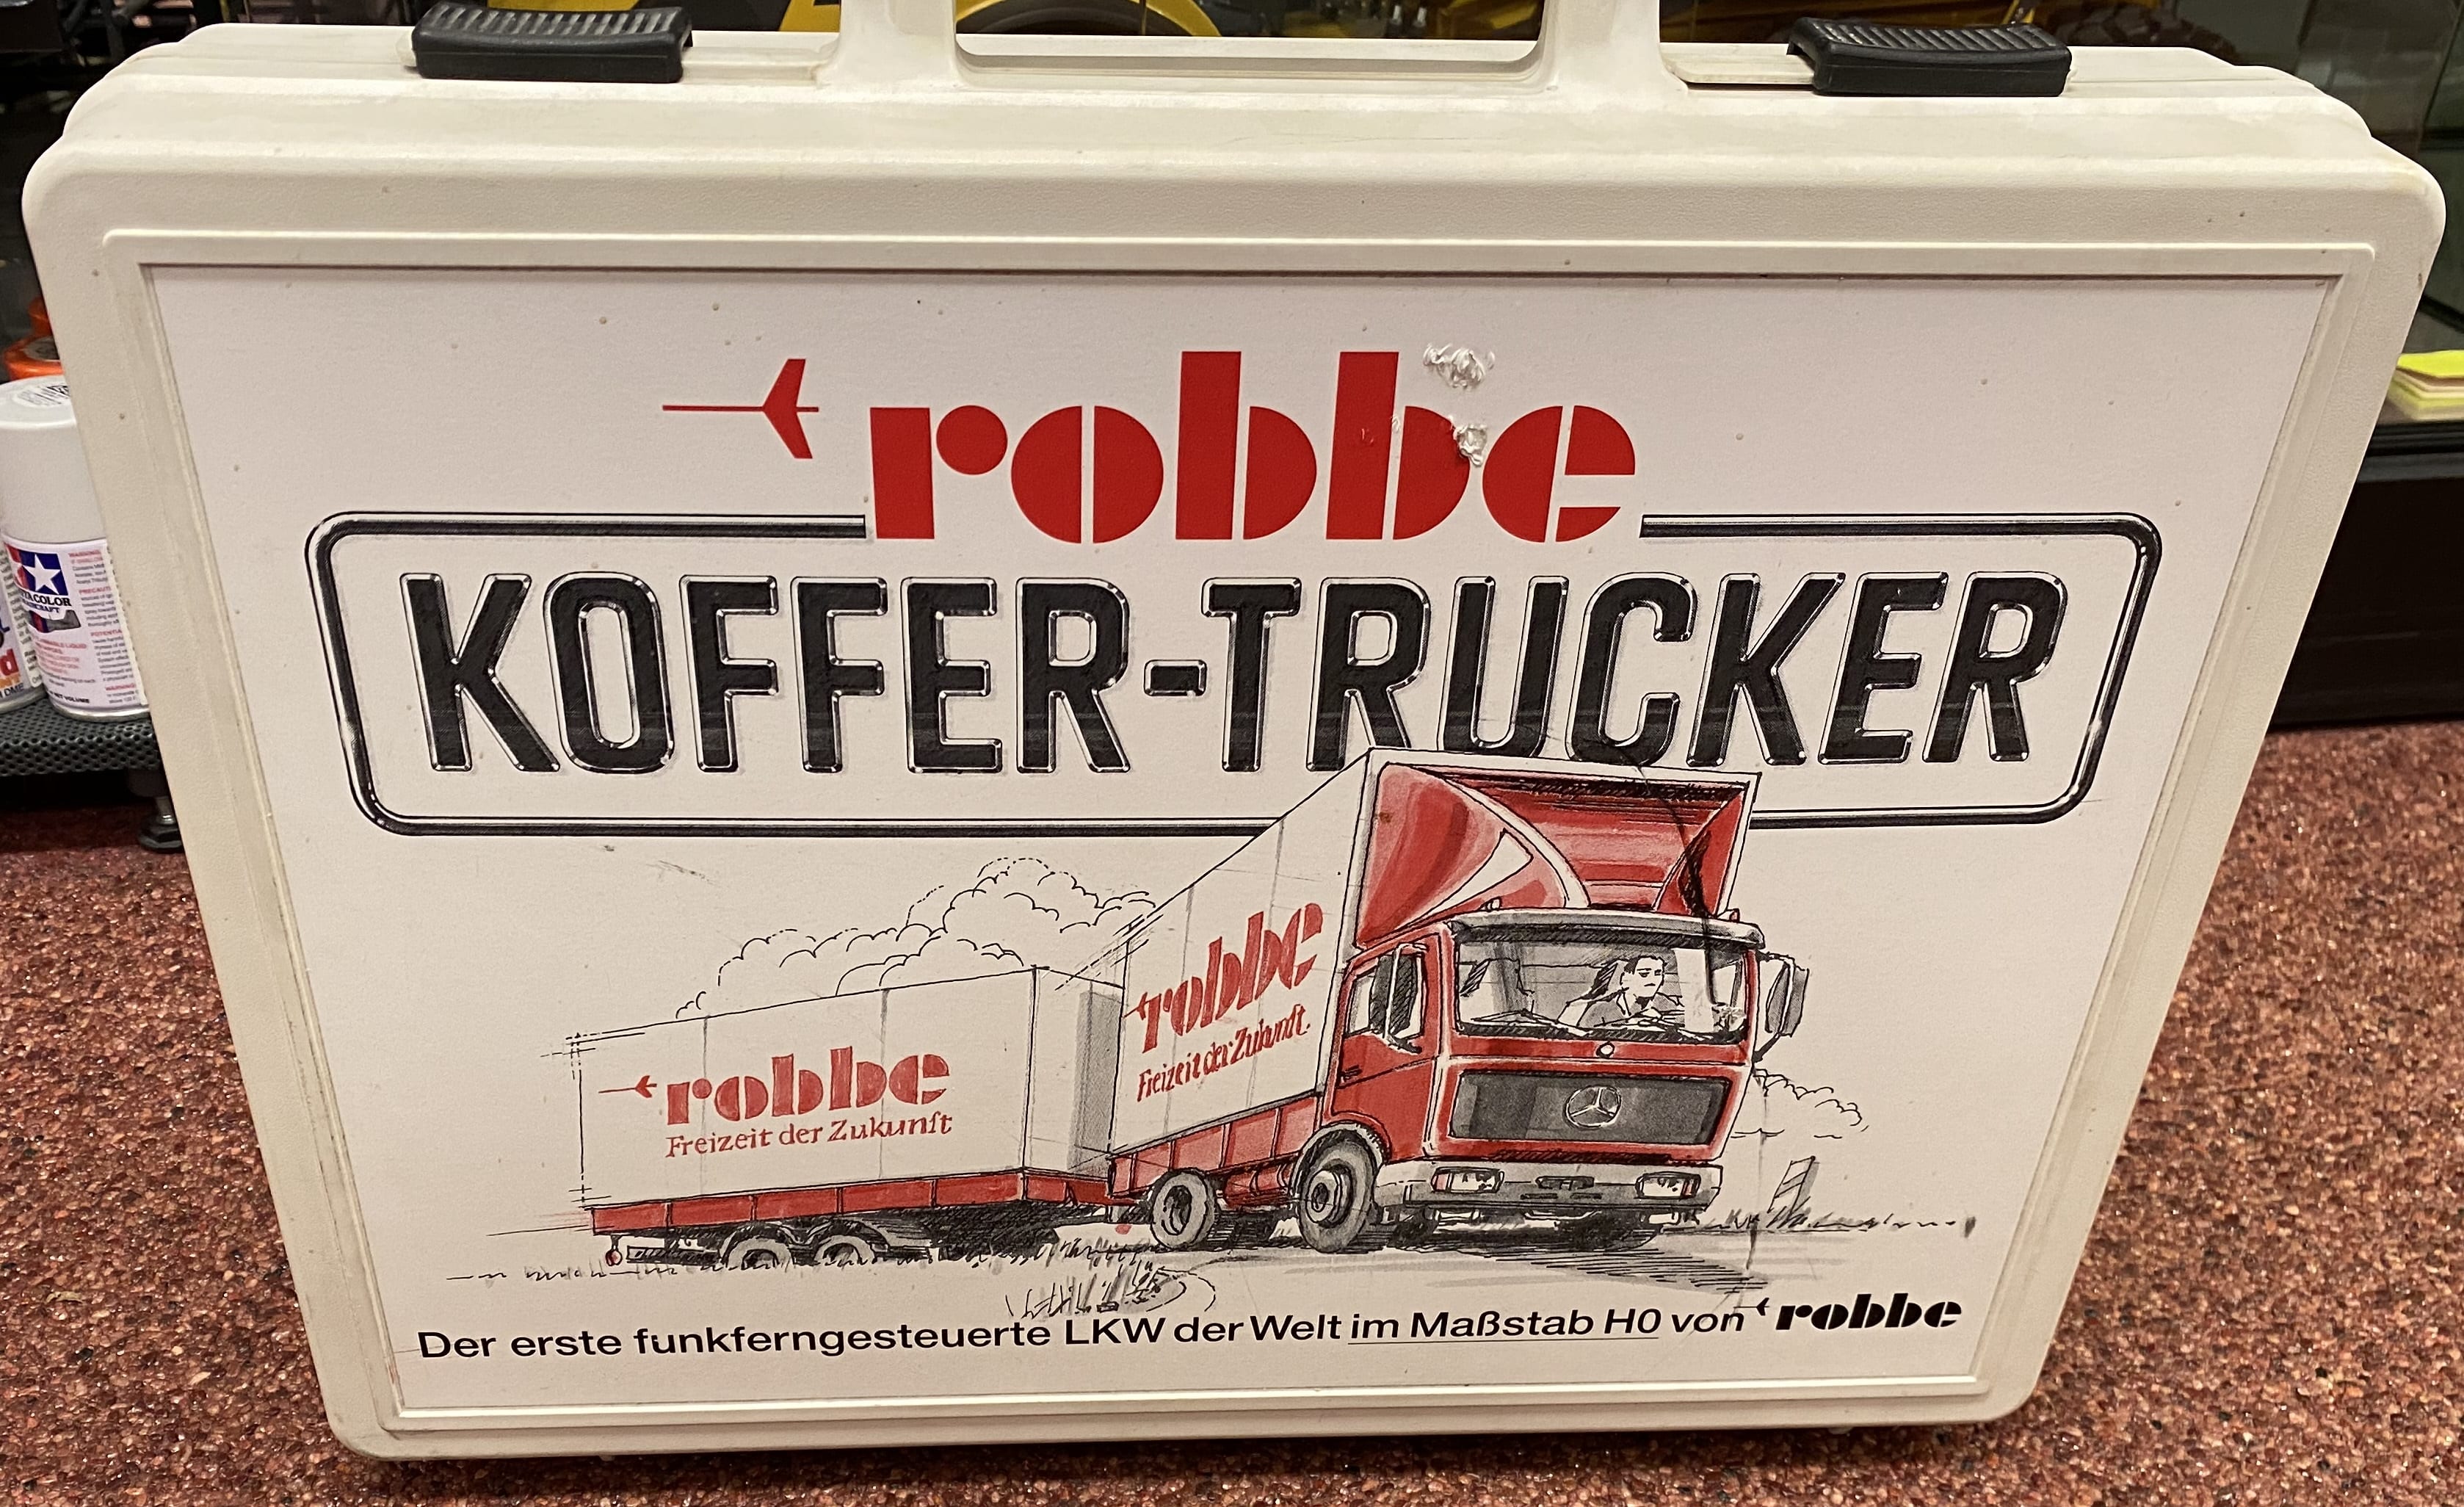 robbe
KOFFER-TRUCKER
robbe
Freizeit der Zukunft
robbe
Freizeit der Zukunft
Der erste funkferngesteuerte LKW der Welt im Maßstab H0 von robbe